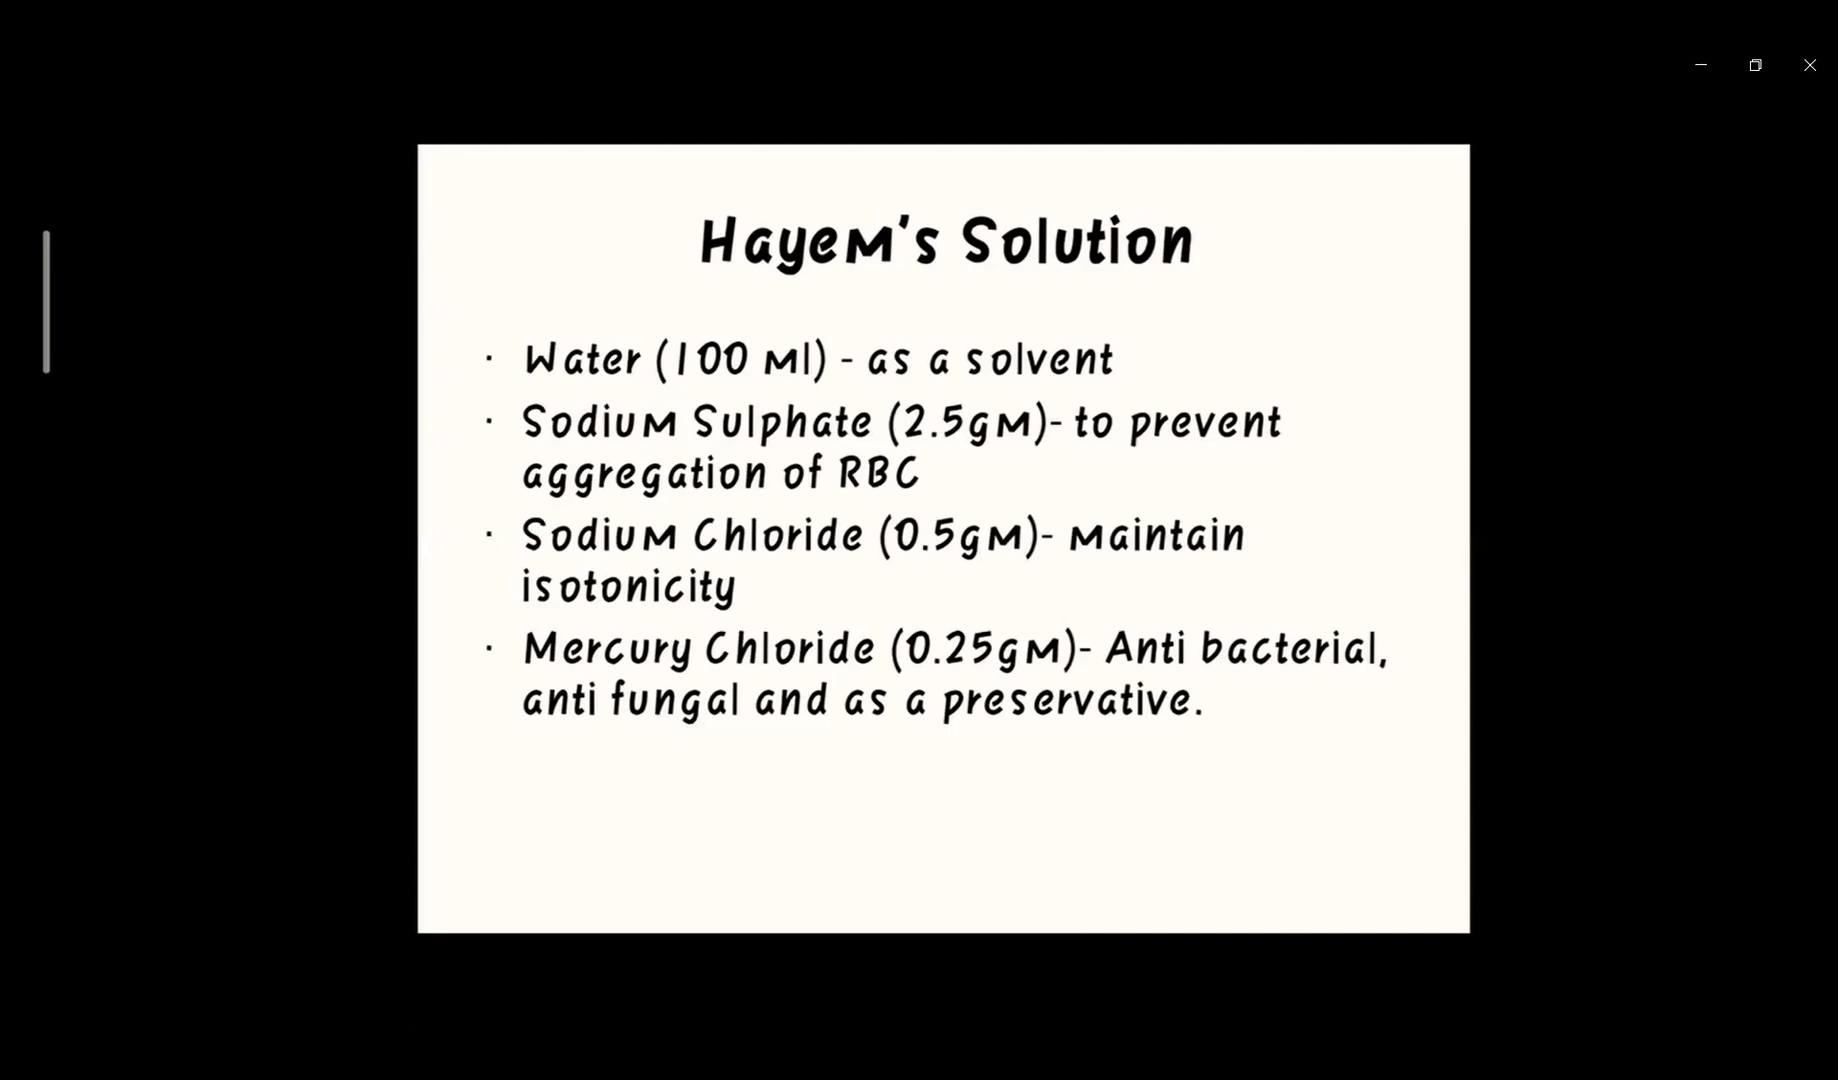 Hayem's Solution
· Water (100 ml) - as a solvent
· Sodium Sulphate (2.5gm)- to prevent
aggregation of RBC
· Sodium Chloride (0.5gm)- maintain
isotonicity
· Mercury Chloride (0.25gm)- Anti bacterial,
anti fungal and as a preservative.